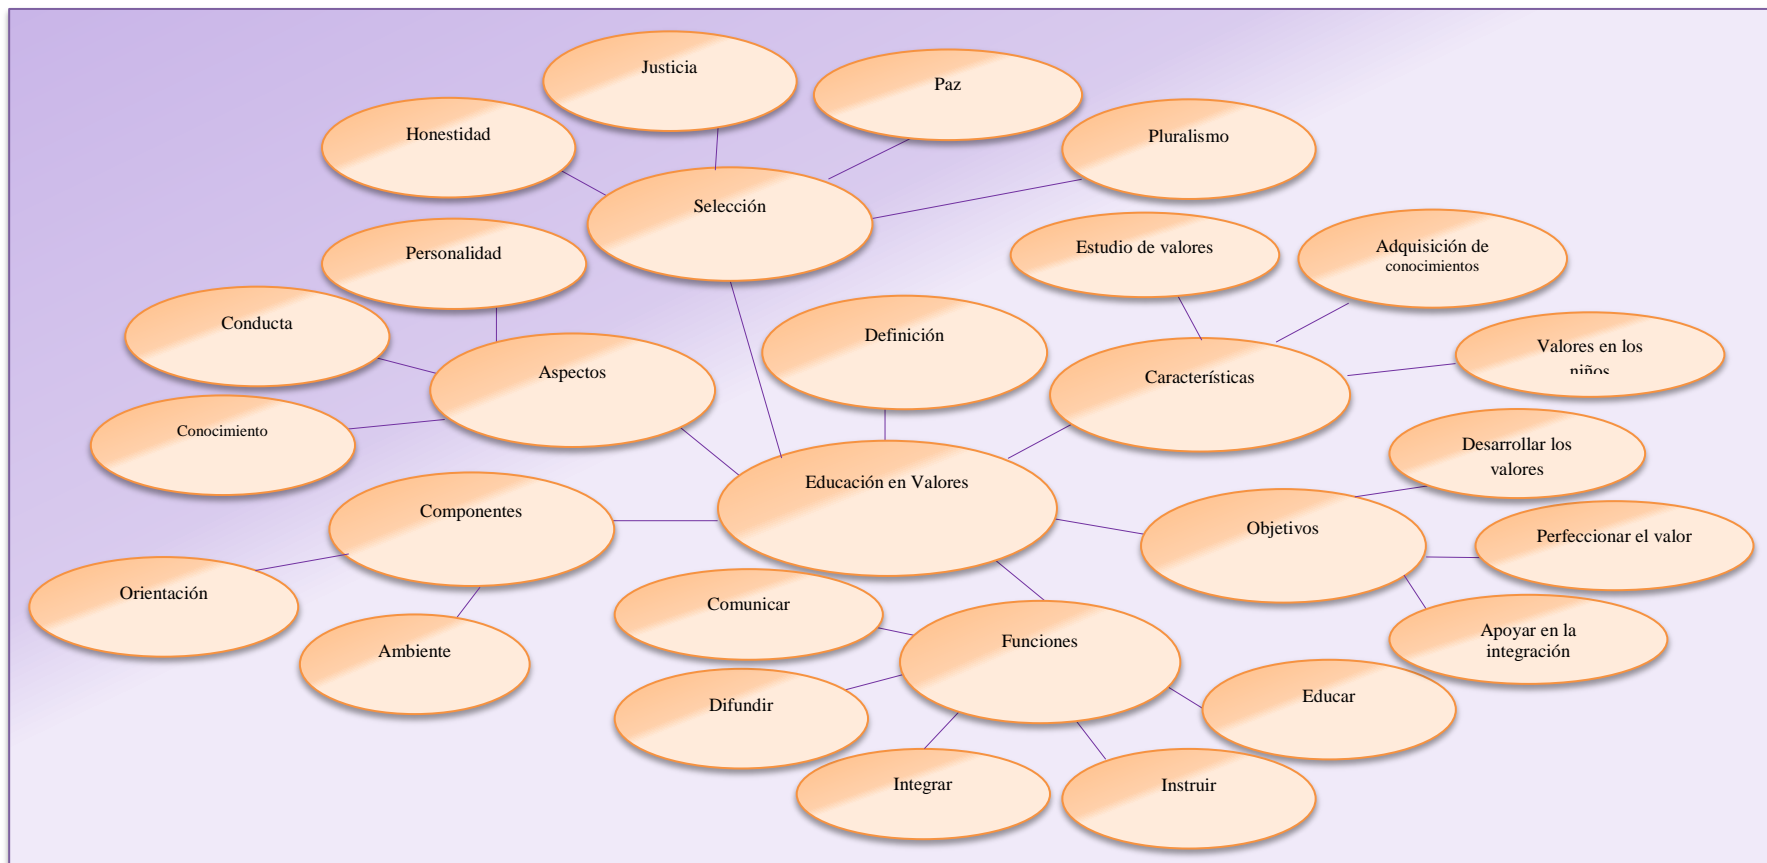 Justicia
Paz
Honestidad
Pluralismo
Selección
Personalidad
Estudio de valores
Adquisición de
conocimientos
Conducta
Definición
Valores en los
niños
Aspectos
Característicás
Conocimiento
Desarrollar los
valores
Educación en Valores
Componentes
Objetivos
Perfeccionar el valor
Orientación
Comunicar
Apoyar en la
integración
Ambiente
Funciones
Difundir
Educar
Integrar
Instruir